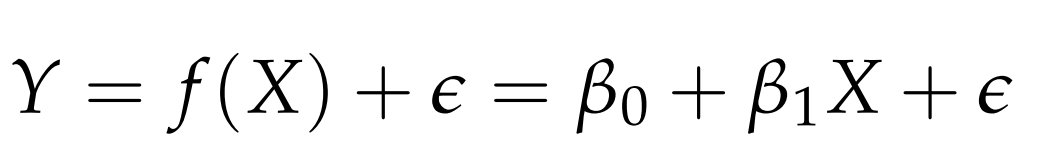 Y = f(X) + ϵ = β₀ + β₁X + ϵ